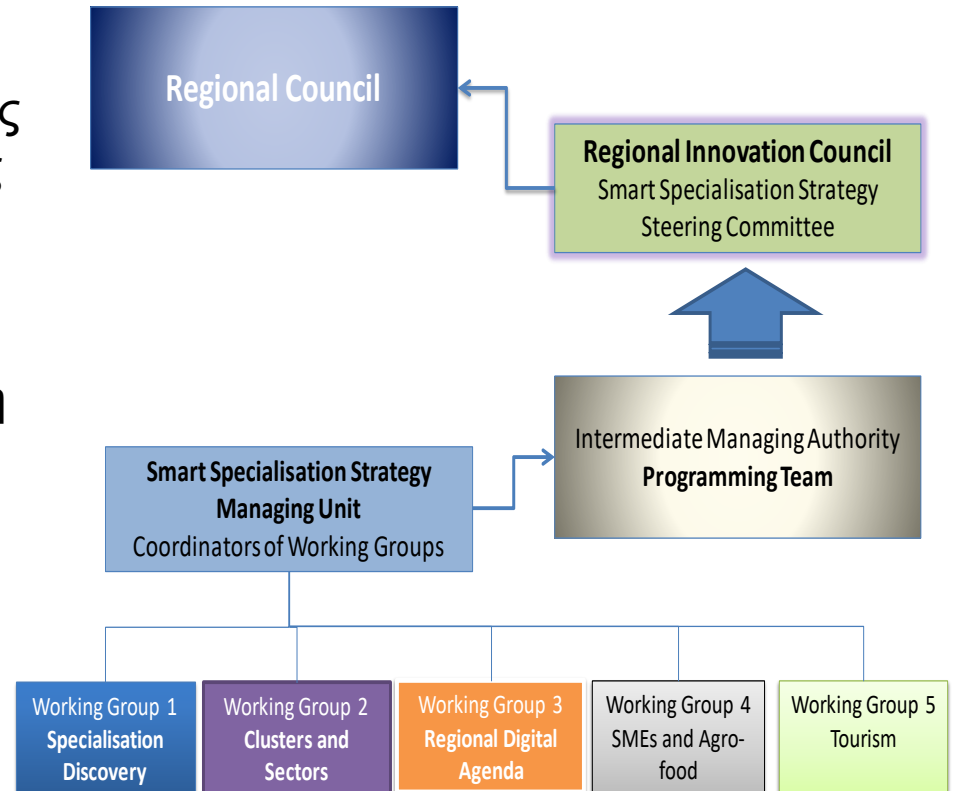 Regional Council
ς
ς
Regional Innovation Council
Smart Specialisation Strategy
Steering Committee
η
Intermediate Managing Authority
Programming Team
Smart Specialisation Strategy
Managing Unit
Coordinators of Working Groups
Working Group 1
Specialisation
Discovery
Working Group 2
Clusters and
Sectors
Working Group 3
Regional Digital
Agenda
Working Group 4
SMEs and Agro-
food
Working Group 5
Tourism